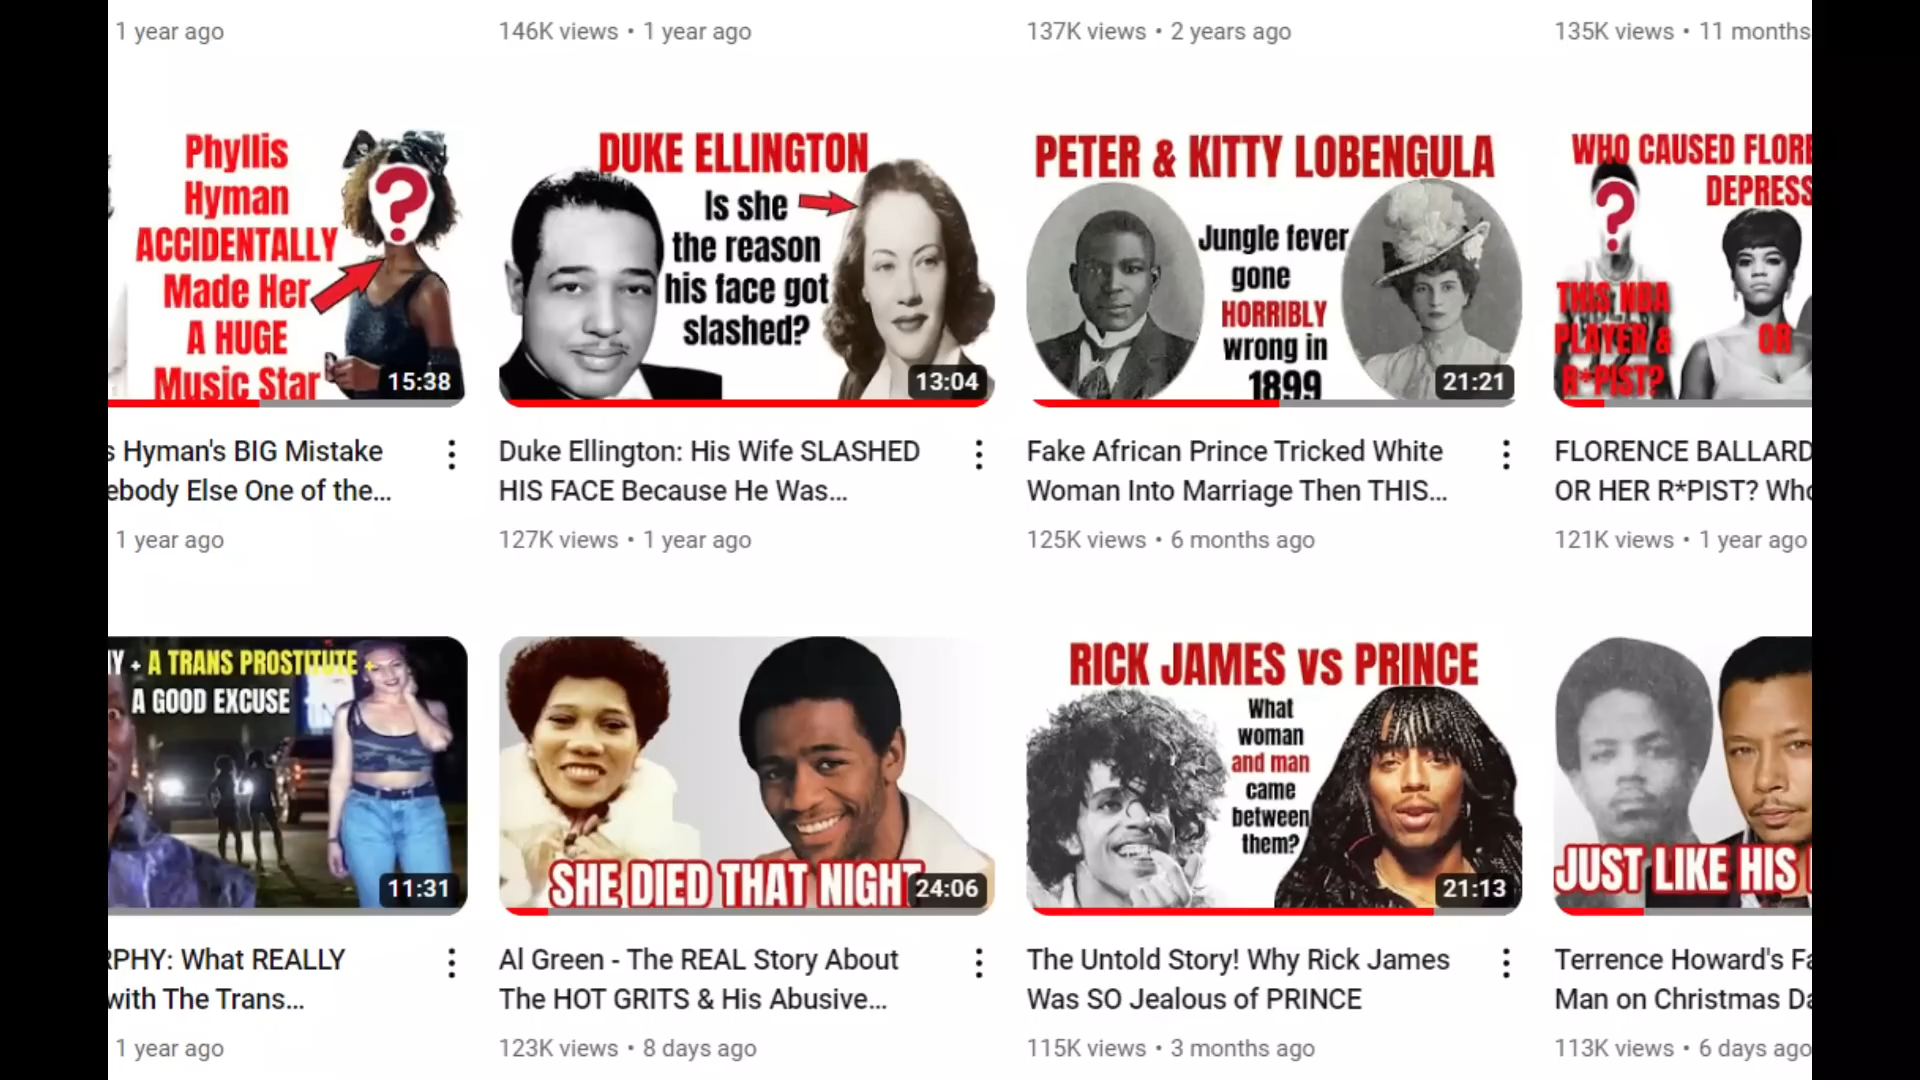 1 year ago
146K views • 1 year ago
137K views • 2 years ago
135K views • 11 months
Phyllis
Hyman
ACCIDENTALLY
Made Her
A HUGE
Music Star
15:38
DUKE ELLINGTON
Is she
the reason
his face got
slashed?
13:04
PETER & KITTY LOBENGULA
Jungle fever
gone
HORRIBLY
wrong in
1899
21:21
WHO CAUSED FLORE
DEPRESS
THIS NBA
PLAYER &
R*PIST?
OR
s Hyman's BIG Mistake
ebody Else One of the...
1 year ago
Duke Ellington: His Wife SLASHED
HIS FACE Because He Was...
127K views • 1 year ago
Fake African Prince Tricked White
Woman Into Marriage Then THIS...
125K views • 6 months ago
FLORENCE BALLARD
OR HER R*PIST? Who
121K views • 1 year ago
Y + A TRANS PROSTITUTE +
A GOOD EXCUSE
11:31
SHE DIED THAT NIGHT
24:06
RICK JAMES vs PRINCE
What
woman
and man
came
between
them?
21:13
JUST LIKE HIS
RPHY: What REALLY
with The Trans...
1 year ago
Al Green - The REAL Story About
The HOT GRITS & His Abusive...
123K views • 8 days ago
The Untold Story! Why Rick James
Was SO Jealous of PRINCE
115K views • 3 months ago
Terrence Howard's Fa
Man on Christmas Da
113K views • 6 days ago